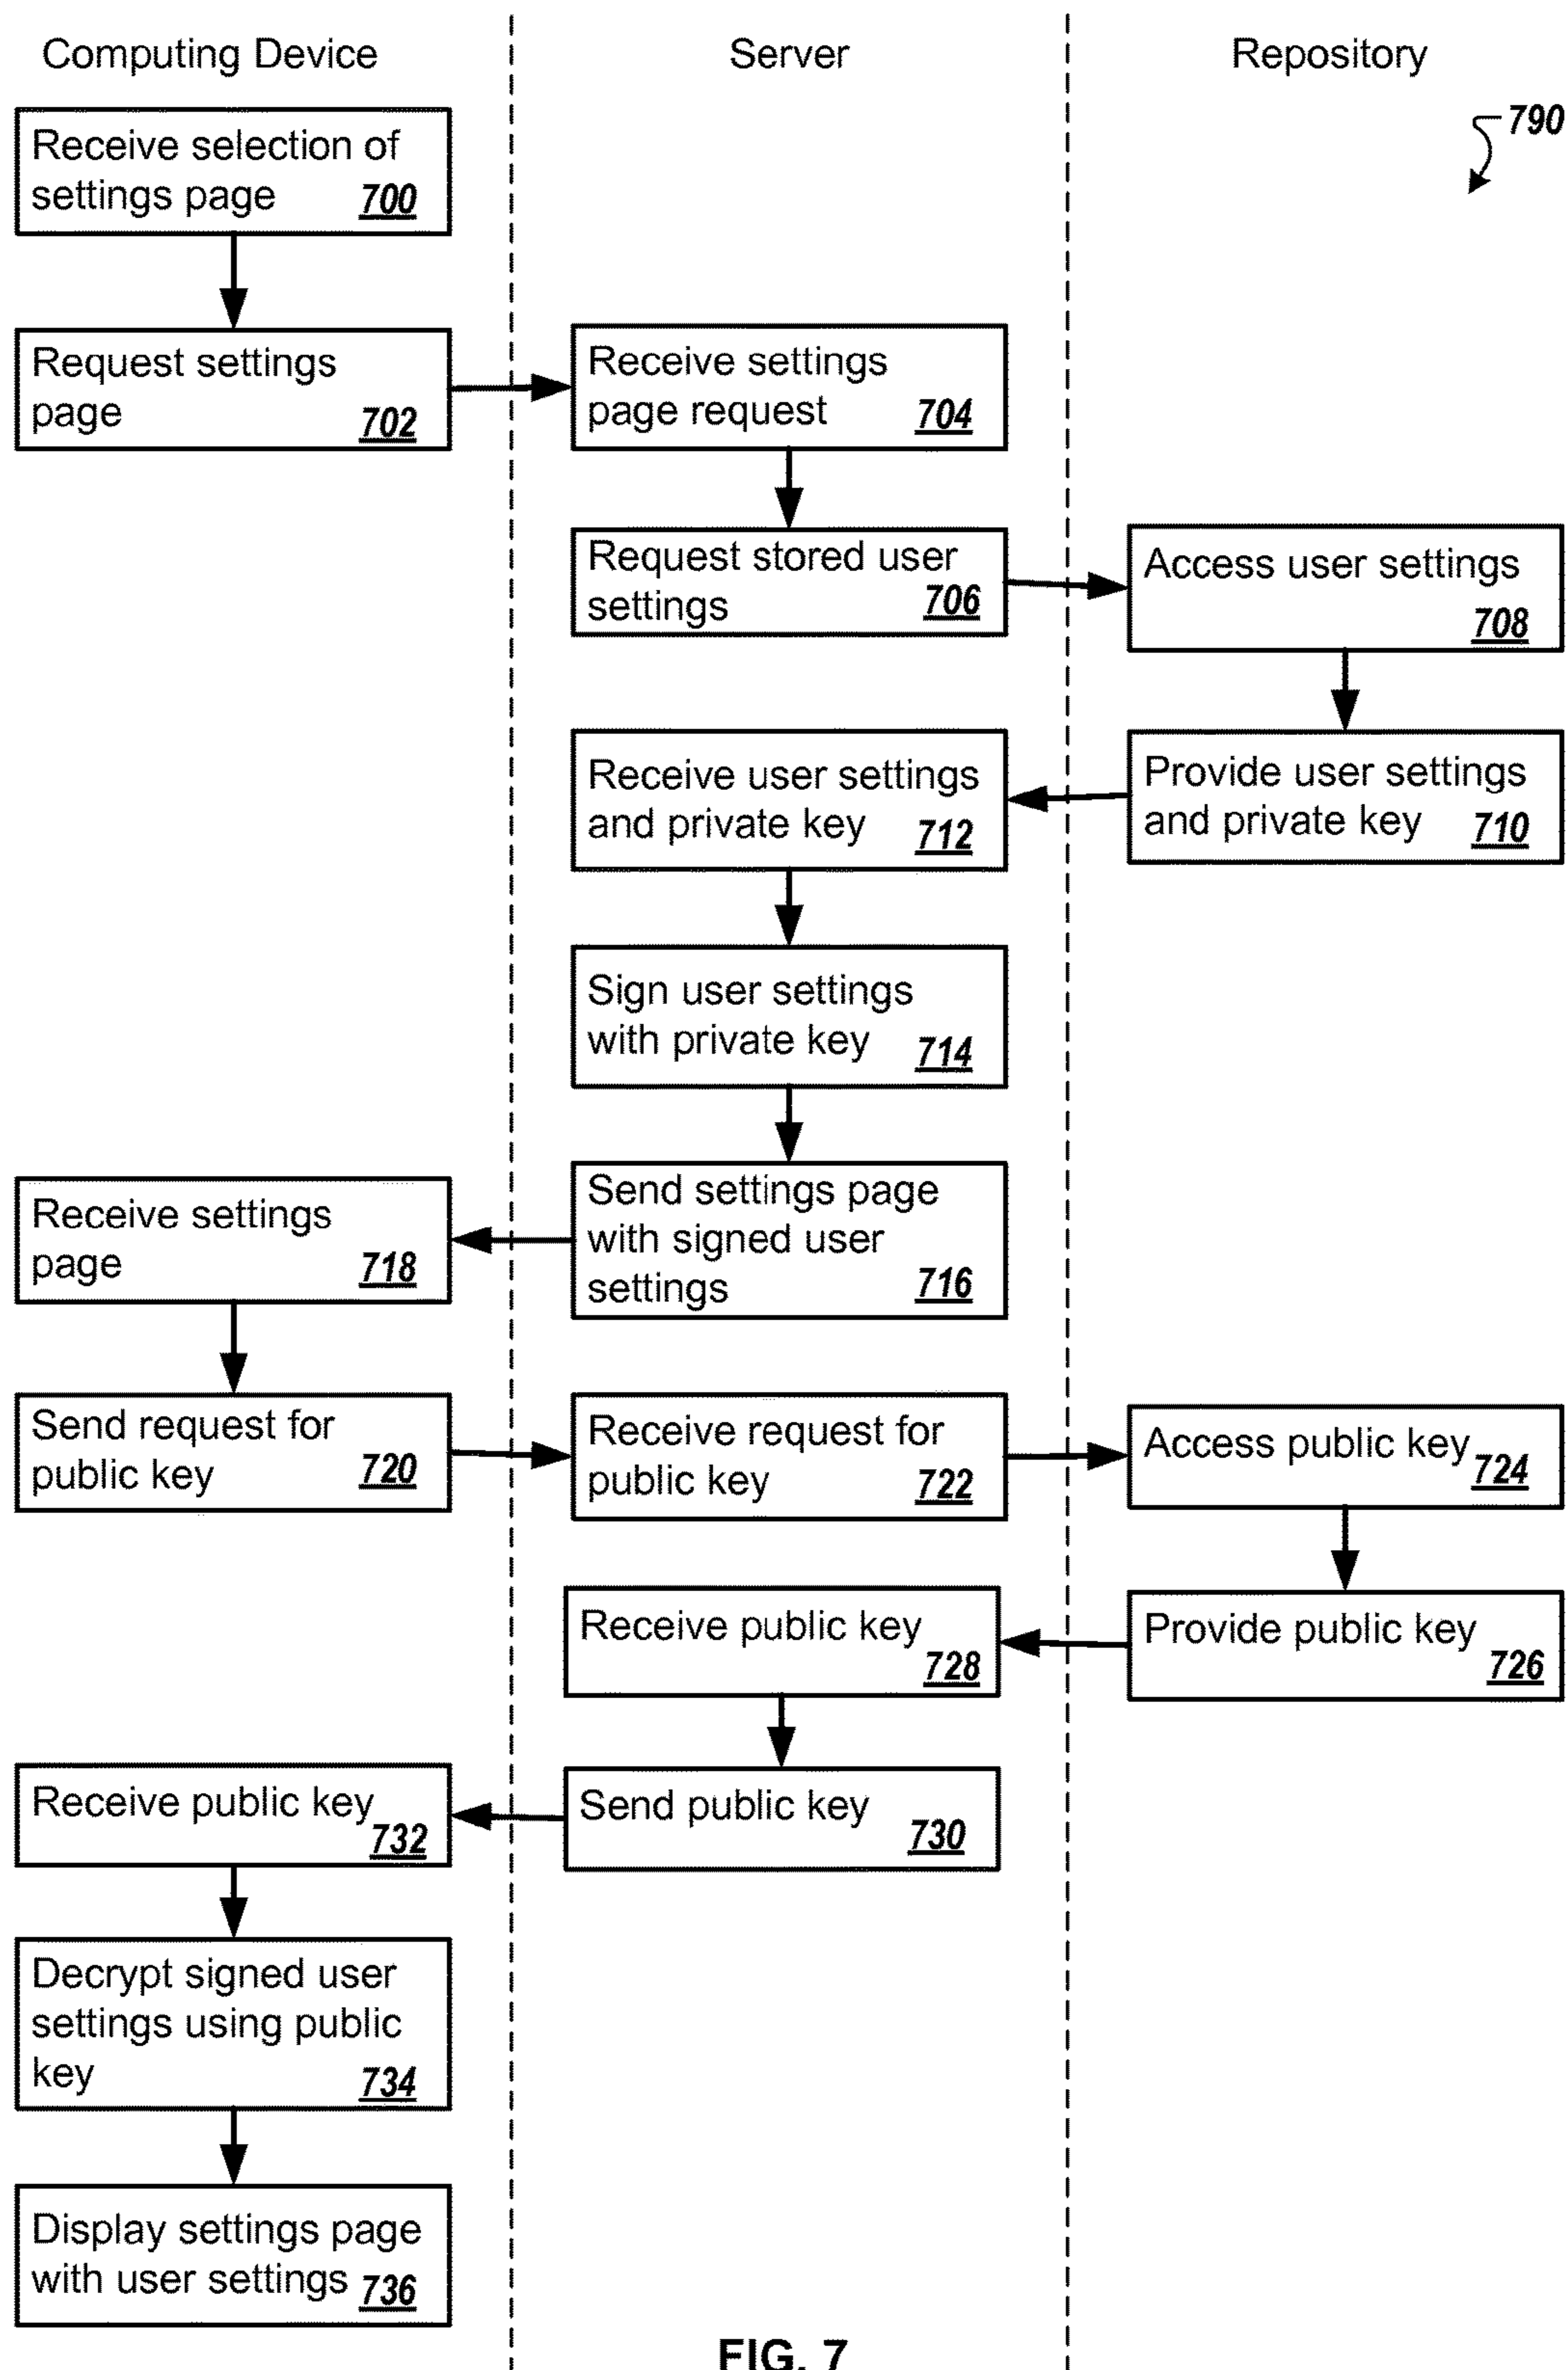 Computing Device
Server
Repository
790
Receive selection of
settings page 700
Request settings
page 702
Receive settings
page request 704
Request stored user
settings 706
Access user settings
708
Provide user settings
and private key 710
Receive user settings
and private key 712
Sign user settings
with private key 714
Send settings page
with signed user
settings 716
Receive settings
page 718
Send request for
public key 720
Receive request for
public key 722
Access public key 724
Provide public key
726
Receive public key
728
Send public key
730
Receive public key
732
Decrypt signed user
settings using public
key 734
Display settings page
with user settings 736
FIG. 7